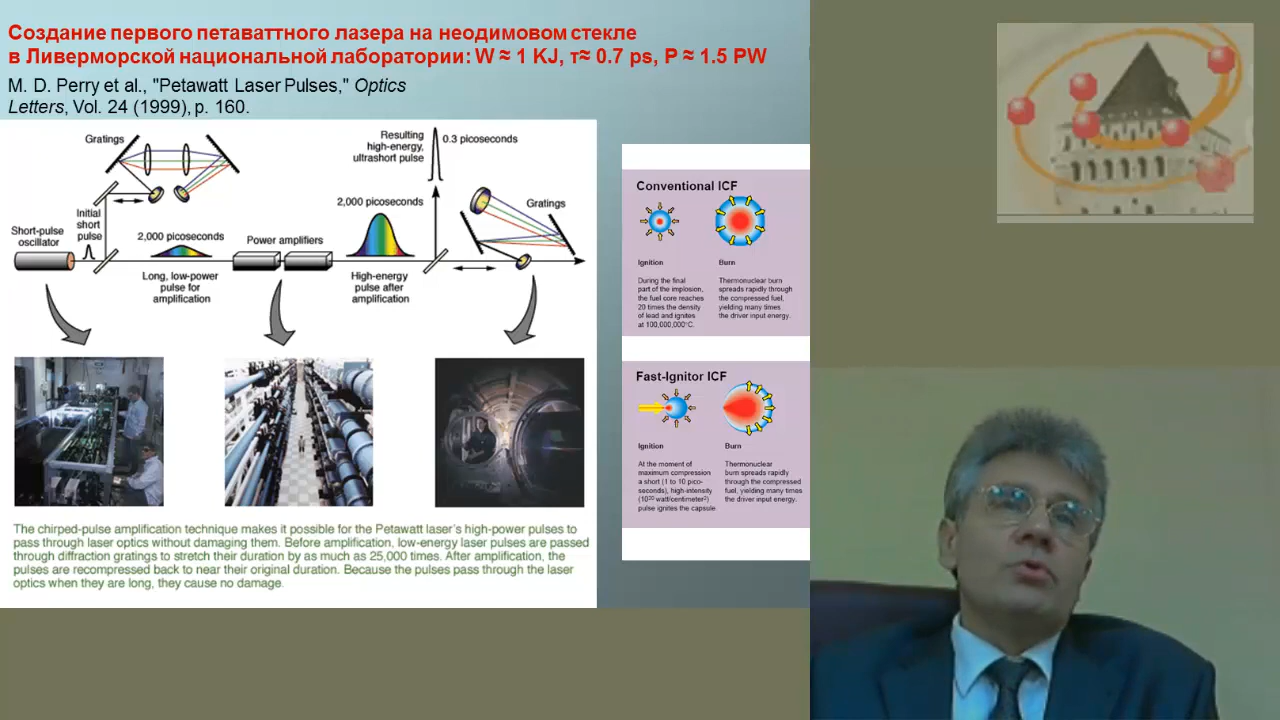 Создание первого петаваттного лазера на неодимовом стекле
в Ливерморской национальной лаборатории: W ≈ 1 KJ, τ≈ 0.7 ps, P ≈ 1.5 PW
M. D. Perry et al., "Petawatt Laser Pulses," Optics
Letters, Vol. 24 (1999), p. 160.
Gratings
Resulting
high-energy,
ultrashort pulse
0.3 picoseconds
Initial
short
pulse
2,000 picoseconds
Gratings
Short-pulse
oscillator
2,000 picoseconds
Power amplifiers
Long, low-power
pulse for
amplification
High-energy
pulse after
amplification
The chirped-pulse amplification technique makes it possible for the Petawatt laser's high-power pulses to
pass through laser optics without damaging them. Before amplification, low-energy laser pulses are passed
through diffraction gratings to stretch their duration by as much as 25,000 times. After amplification, the
pulses are recompressed back to near their original duration. Because the pulses pass through the laser
optics when they are long, they cause no damage.
Conventional ICF
Ignition
During the final
part of the implosion,
the fuel core reaches
20 times the density
of lead and ignites
at 100,000,000°C.
Burn
Thermonuclear burn
spreads rapidly through
the compressed fuel,
yielding many times
the driver input energy.
Fast-Ignitor ICF
Ignition
At the moment of
maximum compression
a short (1 to 10 pico-
seconds), high-intensity
(10²⁰ watt/centimeter²)
pulse ignites the capsule.
Burn
Thermonuclear
burn spreads rapidly
through the compressed
fuel, yielding many times
the driver input energy.